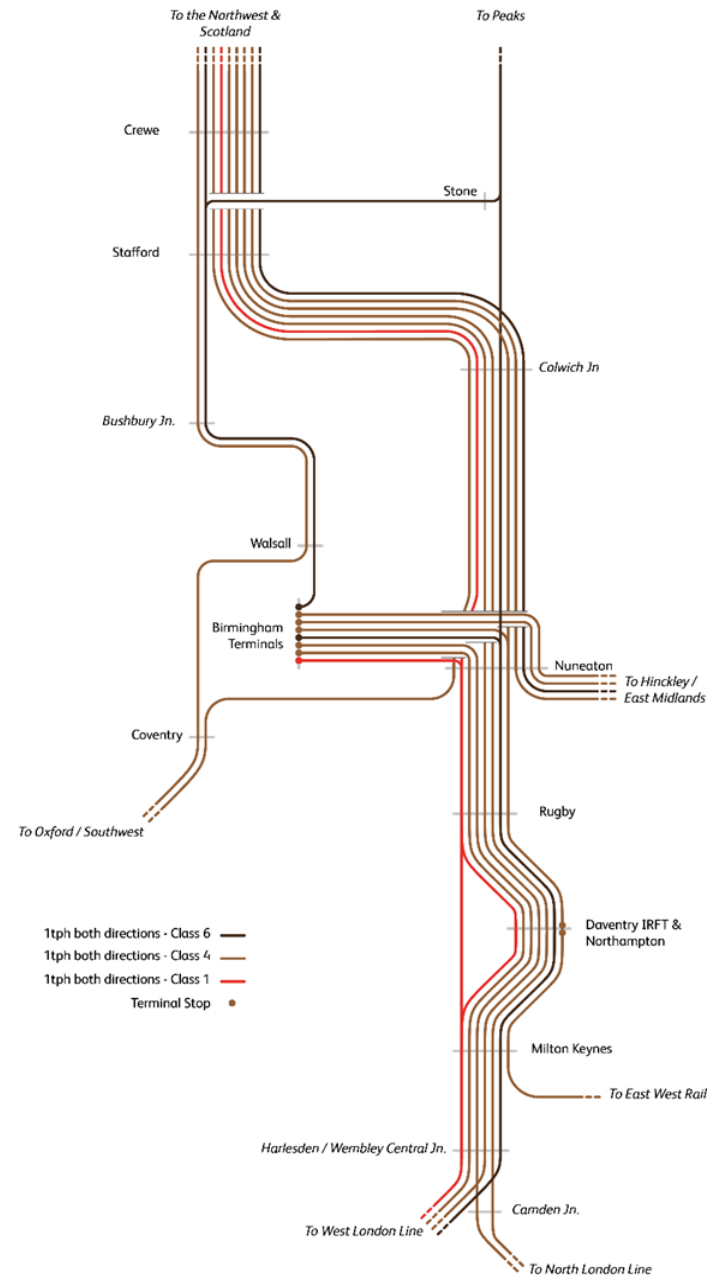 To the Northwest &
Scotland
To Peaks
Crewe
Stone
Stafford
Colwich Jn
Bushbury Jn.
Walsall
Birmingham
Terminals
Nuneaton
To Hinckley /
East Midlands
Coventry
To Oxford / Southwest
Rugby
Daventry IRFT &
Northampton
1tph both directions - Class 6
1tph both directions - Class 4
1tph both directions - Class 1
Terminal Stop
Milton Keynes
To East West Rail
Harlesden / Wembley Central Jn.
Camden Jn.
To West London Line
To North London Line